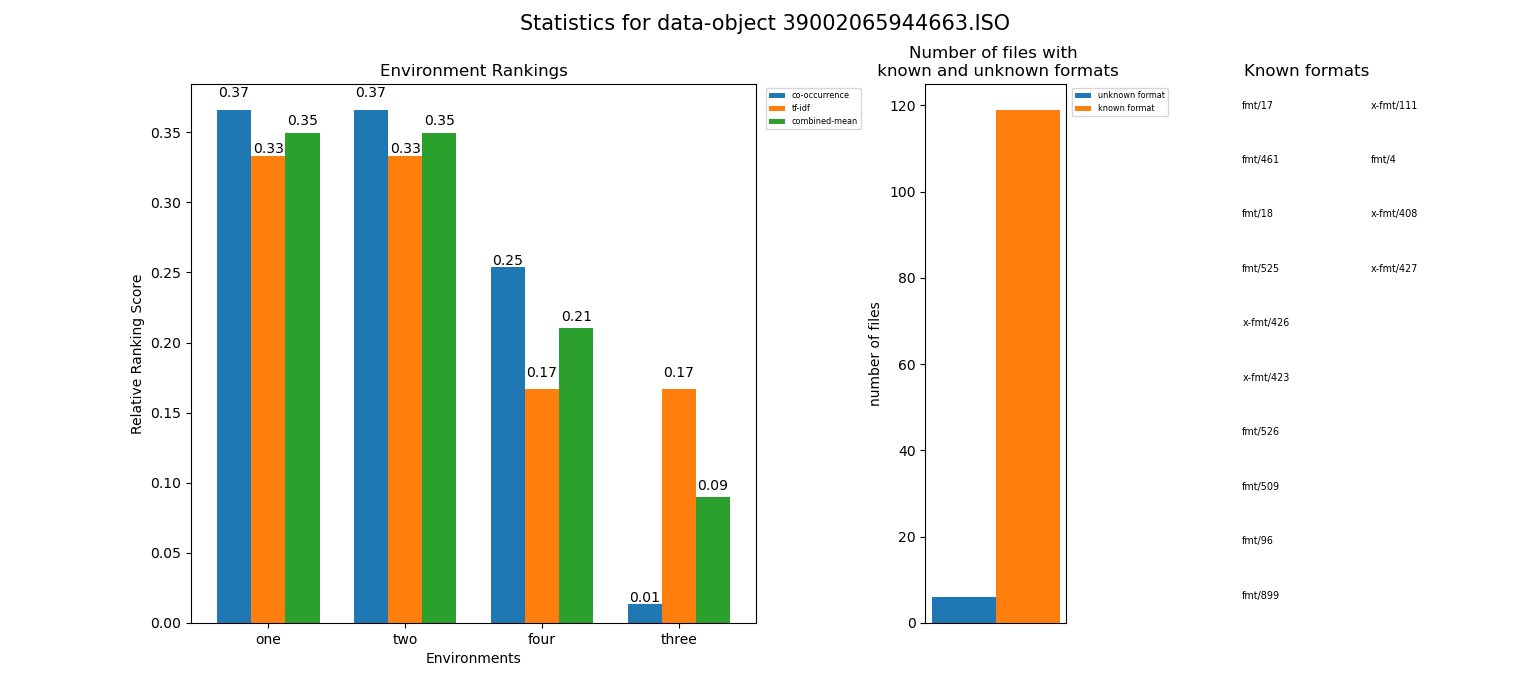 Statistics for data-object 39002065944663.ISO
Environment Rankings
0.37
0.33
0.35
0.37
0.33
0.35
0.25
0.17
0.21
0.01
0.17
0.09
0.35
0.30
0.25
0.20
0.15
0.10
0.05
0.00
Relative Ranking Score
one
two
four
three
Environments
co-occurrence
tf-idf
combined-mean
Number of files with
known and unknown formats
120
100
80
60
40
20
0
number of files
unknown format
known format
Known formats
fmt/17
fmt/461
fmt/18
fmt/525
x-fmt/426
x-fmt/423
fmt/526
fmt/509
fmt/96
fmt/899
x-fmt/111
fmt/4
x-fmt/408
x-fmt/427